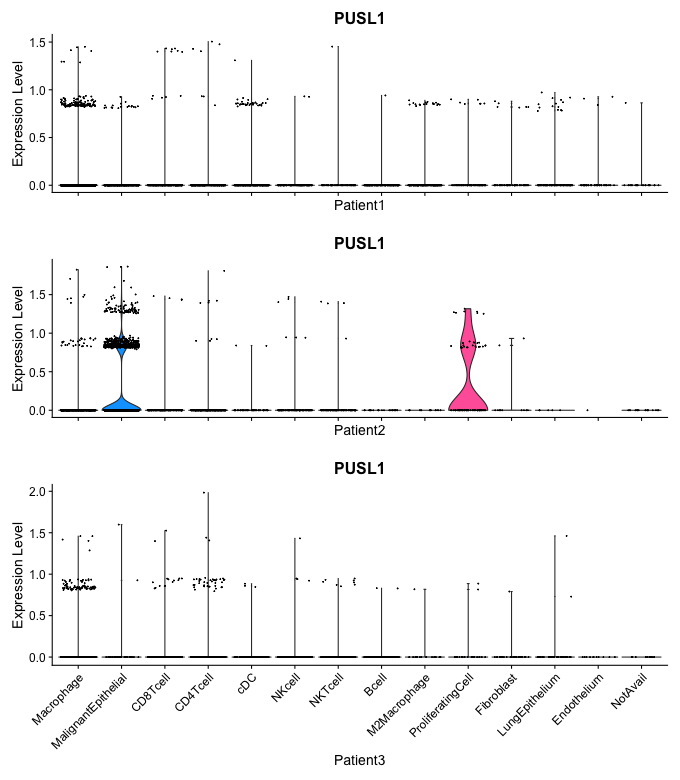 PUSL1
Expression Level
1.5
1.0
0.5
0.0
Patient1
PUSL1
Expression Level
1.5
1.0
0.5
0.0
Patient2
PUSL1
Expression Level
2.0
1.5
1.0
0.5
0.0
Macrophage
MalignantEpithelial
CD8Tcell
CD4Tcell
cDC
NKcell
NKTcell
Bcell
M2Macrophage
ProliferatingCell
Fibroblast
LungEpithelium
Endothelium
NotAvail
Patient3